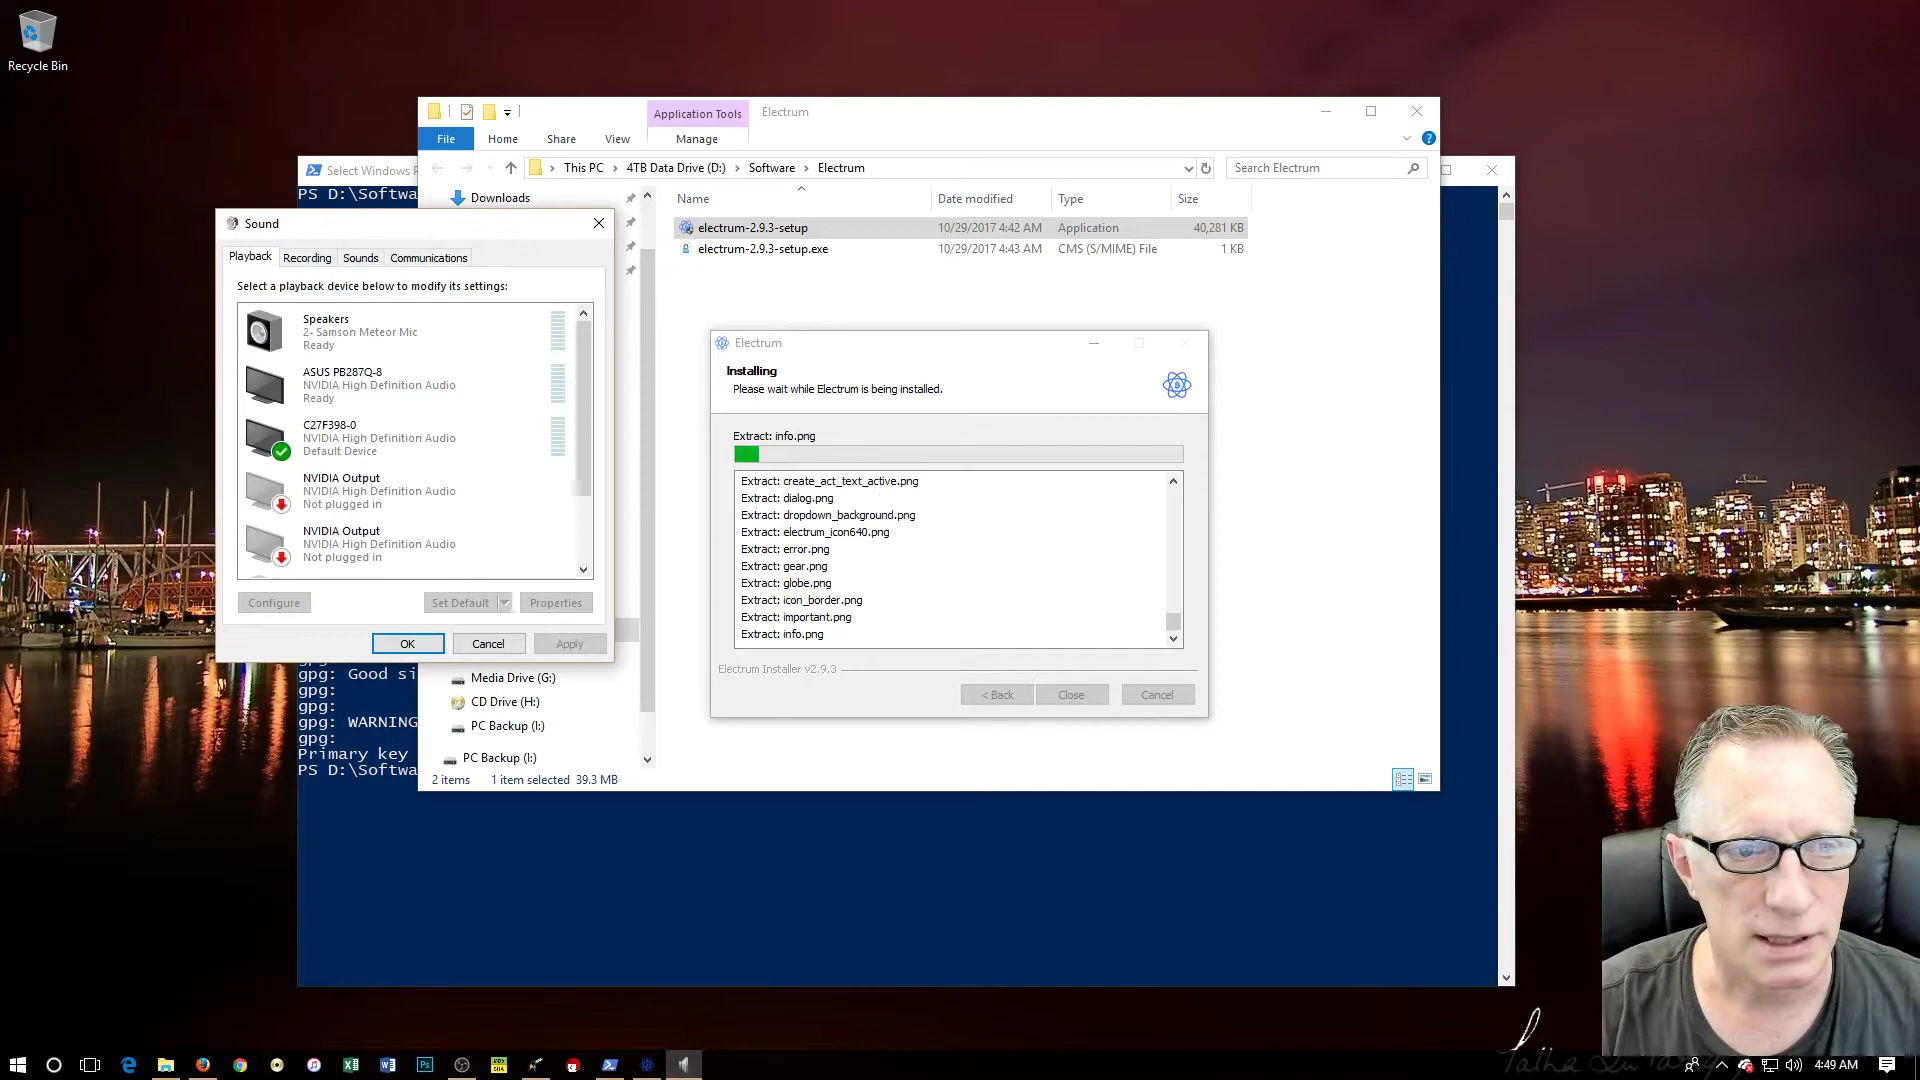 Recycle Bin
Application Tools
Electrum
File
Home
Share
View
Manage
This PC
4TB Data Drive (D:)
Software
Electrum
Search Electrum
Select Windows P
PS D:\Softwa
Downloads
Name
Date modified
Type
Size
electrum-2.9.3-setup
10/29/2017 4:42 AM
Application
40,281 KB
electrum-2.9.3-setup.exe
10/29/2017 4:43 AM
CMS (S/MIME) File
1 KB
Sound
Playback
Recording
Sounds
Communications
Select a playback device below to modify its settings:
Speakers
2- Samson Meteor Mic
Ready
ASUS PB287Q-8
NVIDIA High Definition Audio
Ready
C27F398-0
NVIDIA High Definition Audio
Default Device
NVIDIA Output
NVIDIA High Definition Audio
Not plugged in
NVIDIA Output
NVIDIA High Definition Audio
Not plugged in
Configure
Set Default
Properties
OK
Cancel
Apply
Electrum
Installing
Please wait while Electrum is being installed.
Extract: info.png
Extract: create_act_text_active.png
Extract: dialog.png
Extract: dropdown_background.png
Extract: electrum_icon640.png
Extract: error.png
Extract: gear.png
Extract: globe.png
Extract: icon_border.png
Extract: important.png
Extract: info.png
Electrum Installer v2.9.3
< Back
Close
Cancel
gpg: Good si
gpg:
gpg:
gpg: WARNING
gpg:
Primary key
PS D:\Softwa
Media Drive (G:)
CD Drive (H:)
PC Backup (I:)
PC Backup (I:)
2 items
1 item selected 39.3 MB
4:49 AM